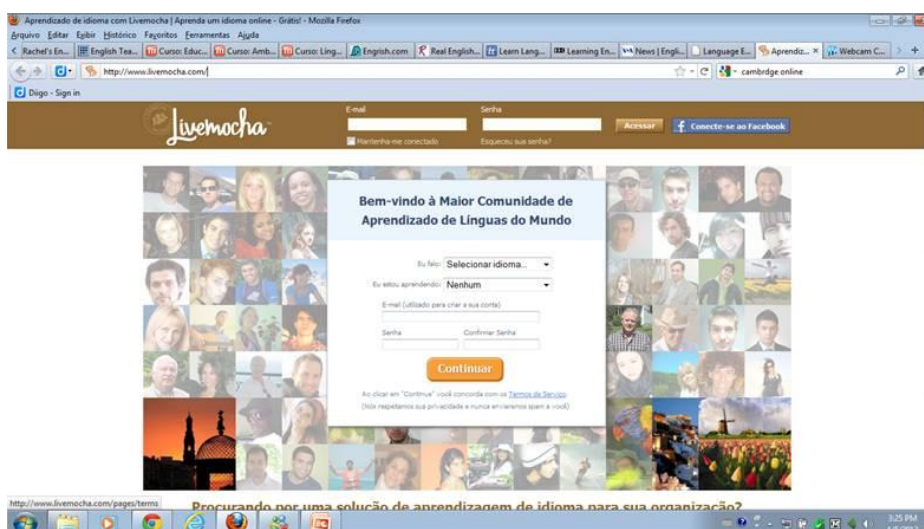 Aprendizado de idioma com Livemocha | Aprenda um idioma online - Grátis! - Mozilla Firefox
Arquivo Editar Exibir Histórico Favoritos Ferramentas Ajuda
Rachel's En... English Tea... Curso: Educ... Curso: Amb... Curso: Ling... Engrish.com Real English... Learn Lang... Learning En... News | Engli... Language E... Aprendiz... Webcam C...
http://www.livemocha.com/ cambrdge online
Diigo - Sign in
Livemocha
E-mail Senha
Acessar Conecte-se ao Facebook
Mantenha-me conectado Esqueceu sua senha?
Bem-vindo à Maior Comunidade de
Aprendizado de Línguas do Mundo
Eu falo: Selecionar idioma...
Eu estou aprendendo: Nenhum
E-mail (utilizado para criar a sua conta)
Senha Confirmar Senha
Continuar
Ao clicar em "Continue" você concorda com os Termos de Serviço
(Nós respeitamos sua privacidade e nunca enviaremos spam a você)
http://www.livemocha.com/pages/terms
Procurando por uma solução de aprendizagem de idioma para sua organização?
3:25 PM